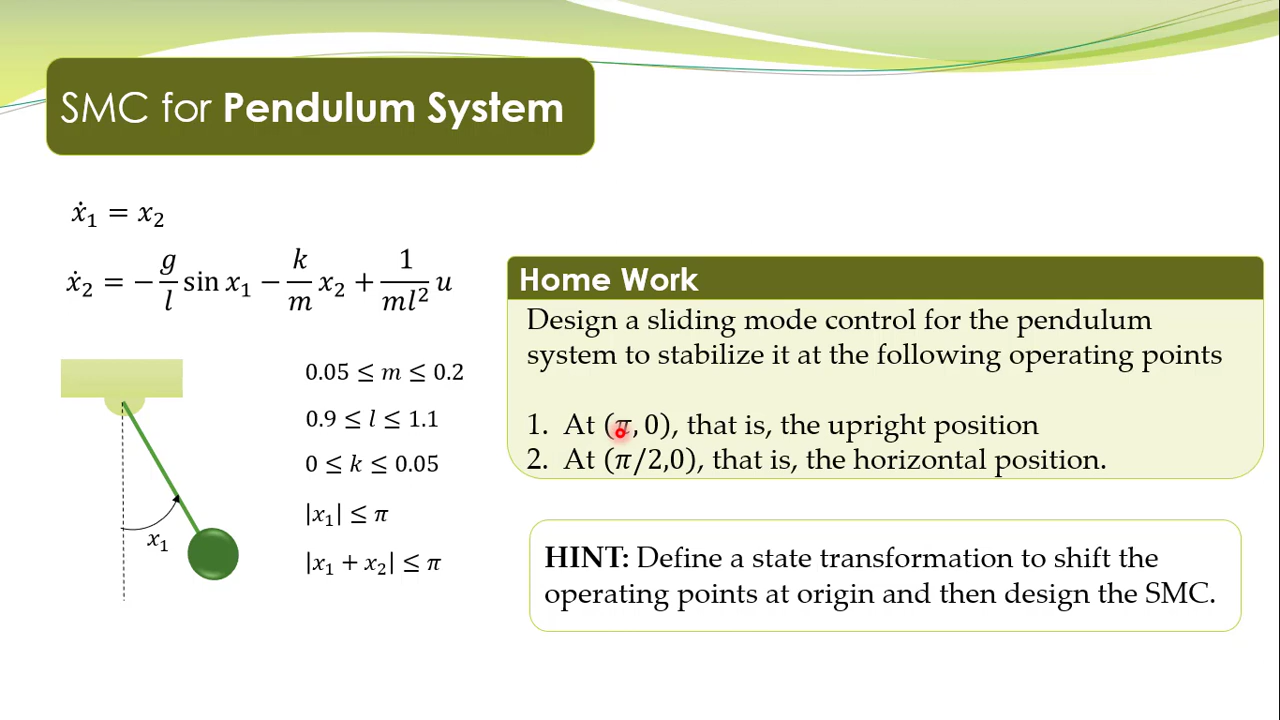 SMC for Pendulum System
ẋ₁ = x₂
ẋ₂ = −g/l sin x₁ − k/m x₂ + 1/ml² u
x₁
0.05 ≤ m ≤ 0.2
0.9 ≤ l ≤ 1.1
0 ≤ k ≤ 0.05
|x₁| ≤ π
|x₁ + x₂| ≤ π
Home Work
Design a sliding mode control for the pendulum
system to stabilize it at the following operating points
1. At (π, 0), that is, the upright position
2. At (π/2,0), that is, the horizontal position.
HINT: Define a state transformation to shift the
operating points at origin and then design the SMC.